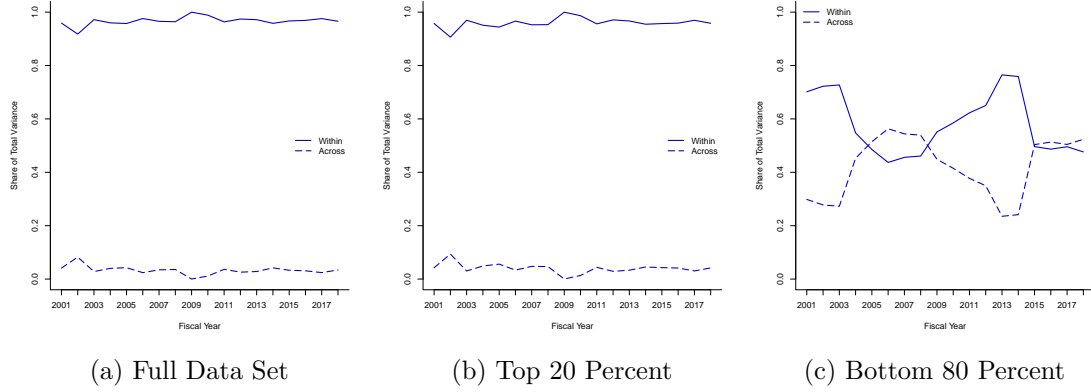 1.0
0.8
0.6
0.4
0.2
0.0
Share of Total Variance
Within
Across
2001 2003 2005 2007 2009 2011 2013 2015 2017
Fiscal Year
(a) Full Data Set
1.0
0.8
0.6
0.4
0.2
0.0
Share of Total Variance
Within
Across
2001 2003 2005 2007 2009 2011 2013 2015 2017
Fiscal Year
(b) Top 20 Percent
Within
Across
1.0
0.8
0.6
0.4
0.2
0.0
Share of Total Variance
2001 2003 2005 2007 2009 2011 2013 2015 2017
Fiscal Year
(c) Bottom 80 Percent